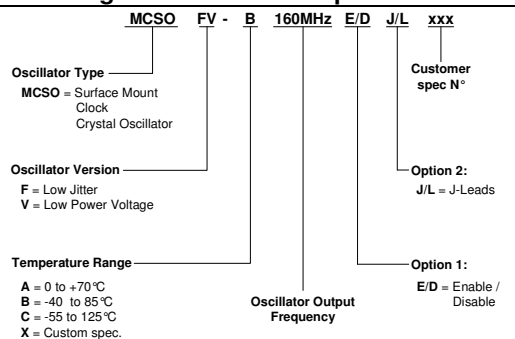 MCSO FV - B 160MHz E/D J/L xxx
Oscillator Type
MCSO = Surface Mount
Clock
Crystal Oscillator
Customer
spec N°
Oscillator Version
F = Low Jitter
V = Low Power Voltage
Option 2:
J/L = J-Leads
Temperature Range
A = 0 to +70°C
B = -40 to 85°C
C = -55 to 125°C
X = Custom spec.
Oscillator Output
Frequency
Option 1:
E/D = Enable /
Disable